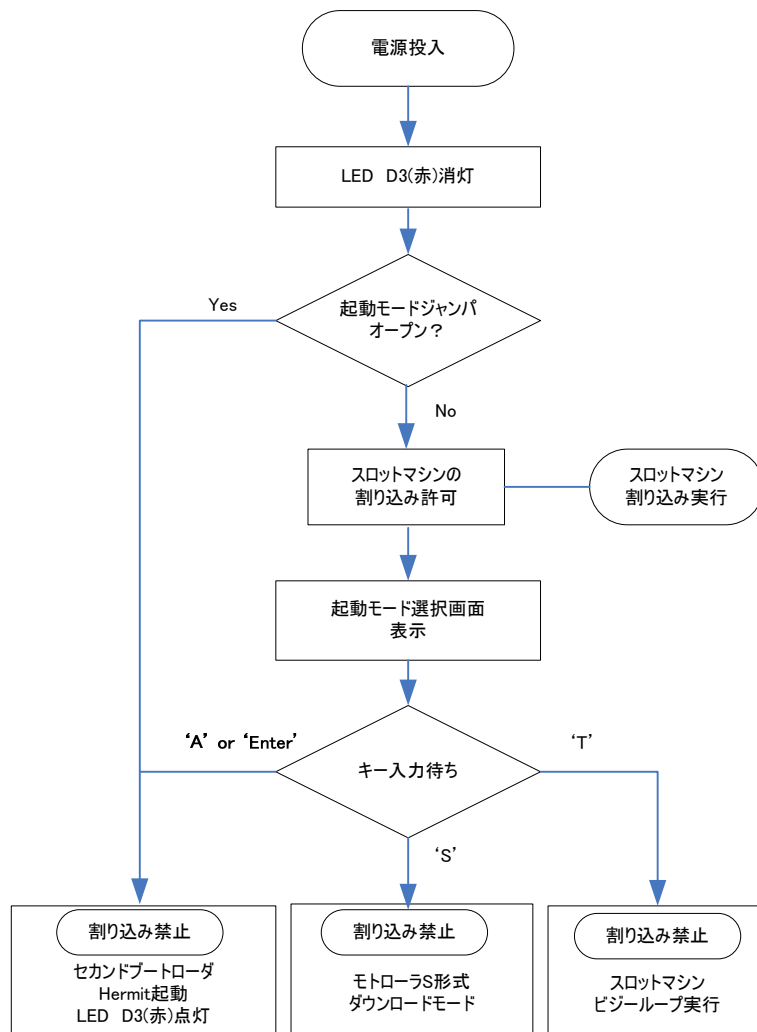 電源投入
LED D3(赤)消灯
起動モードジャンパ
オープン？
Yes
No
スロットマシンの
割り込み許可
スロットマシン
割り込み実行
起動モード選択画面
表示
‘A’ or ‘Enter’
キー入力待ち
‘T’
‘S’
割り込み禁止
セカンドブートローダ
Hermit起動
LED D3(赤)点灯
割り込み禁止
モトローラS形式
ダウンロードモード
割り込み禁止
スロットマシン
ビジーループ実行